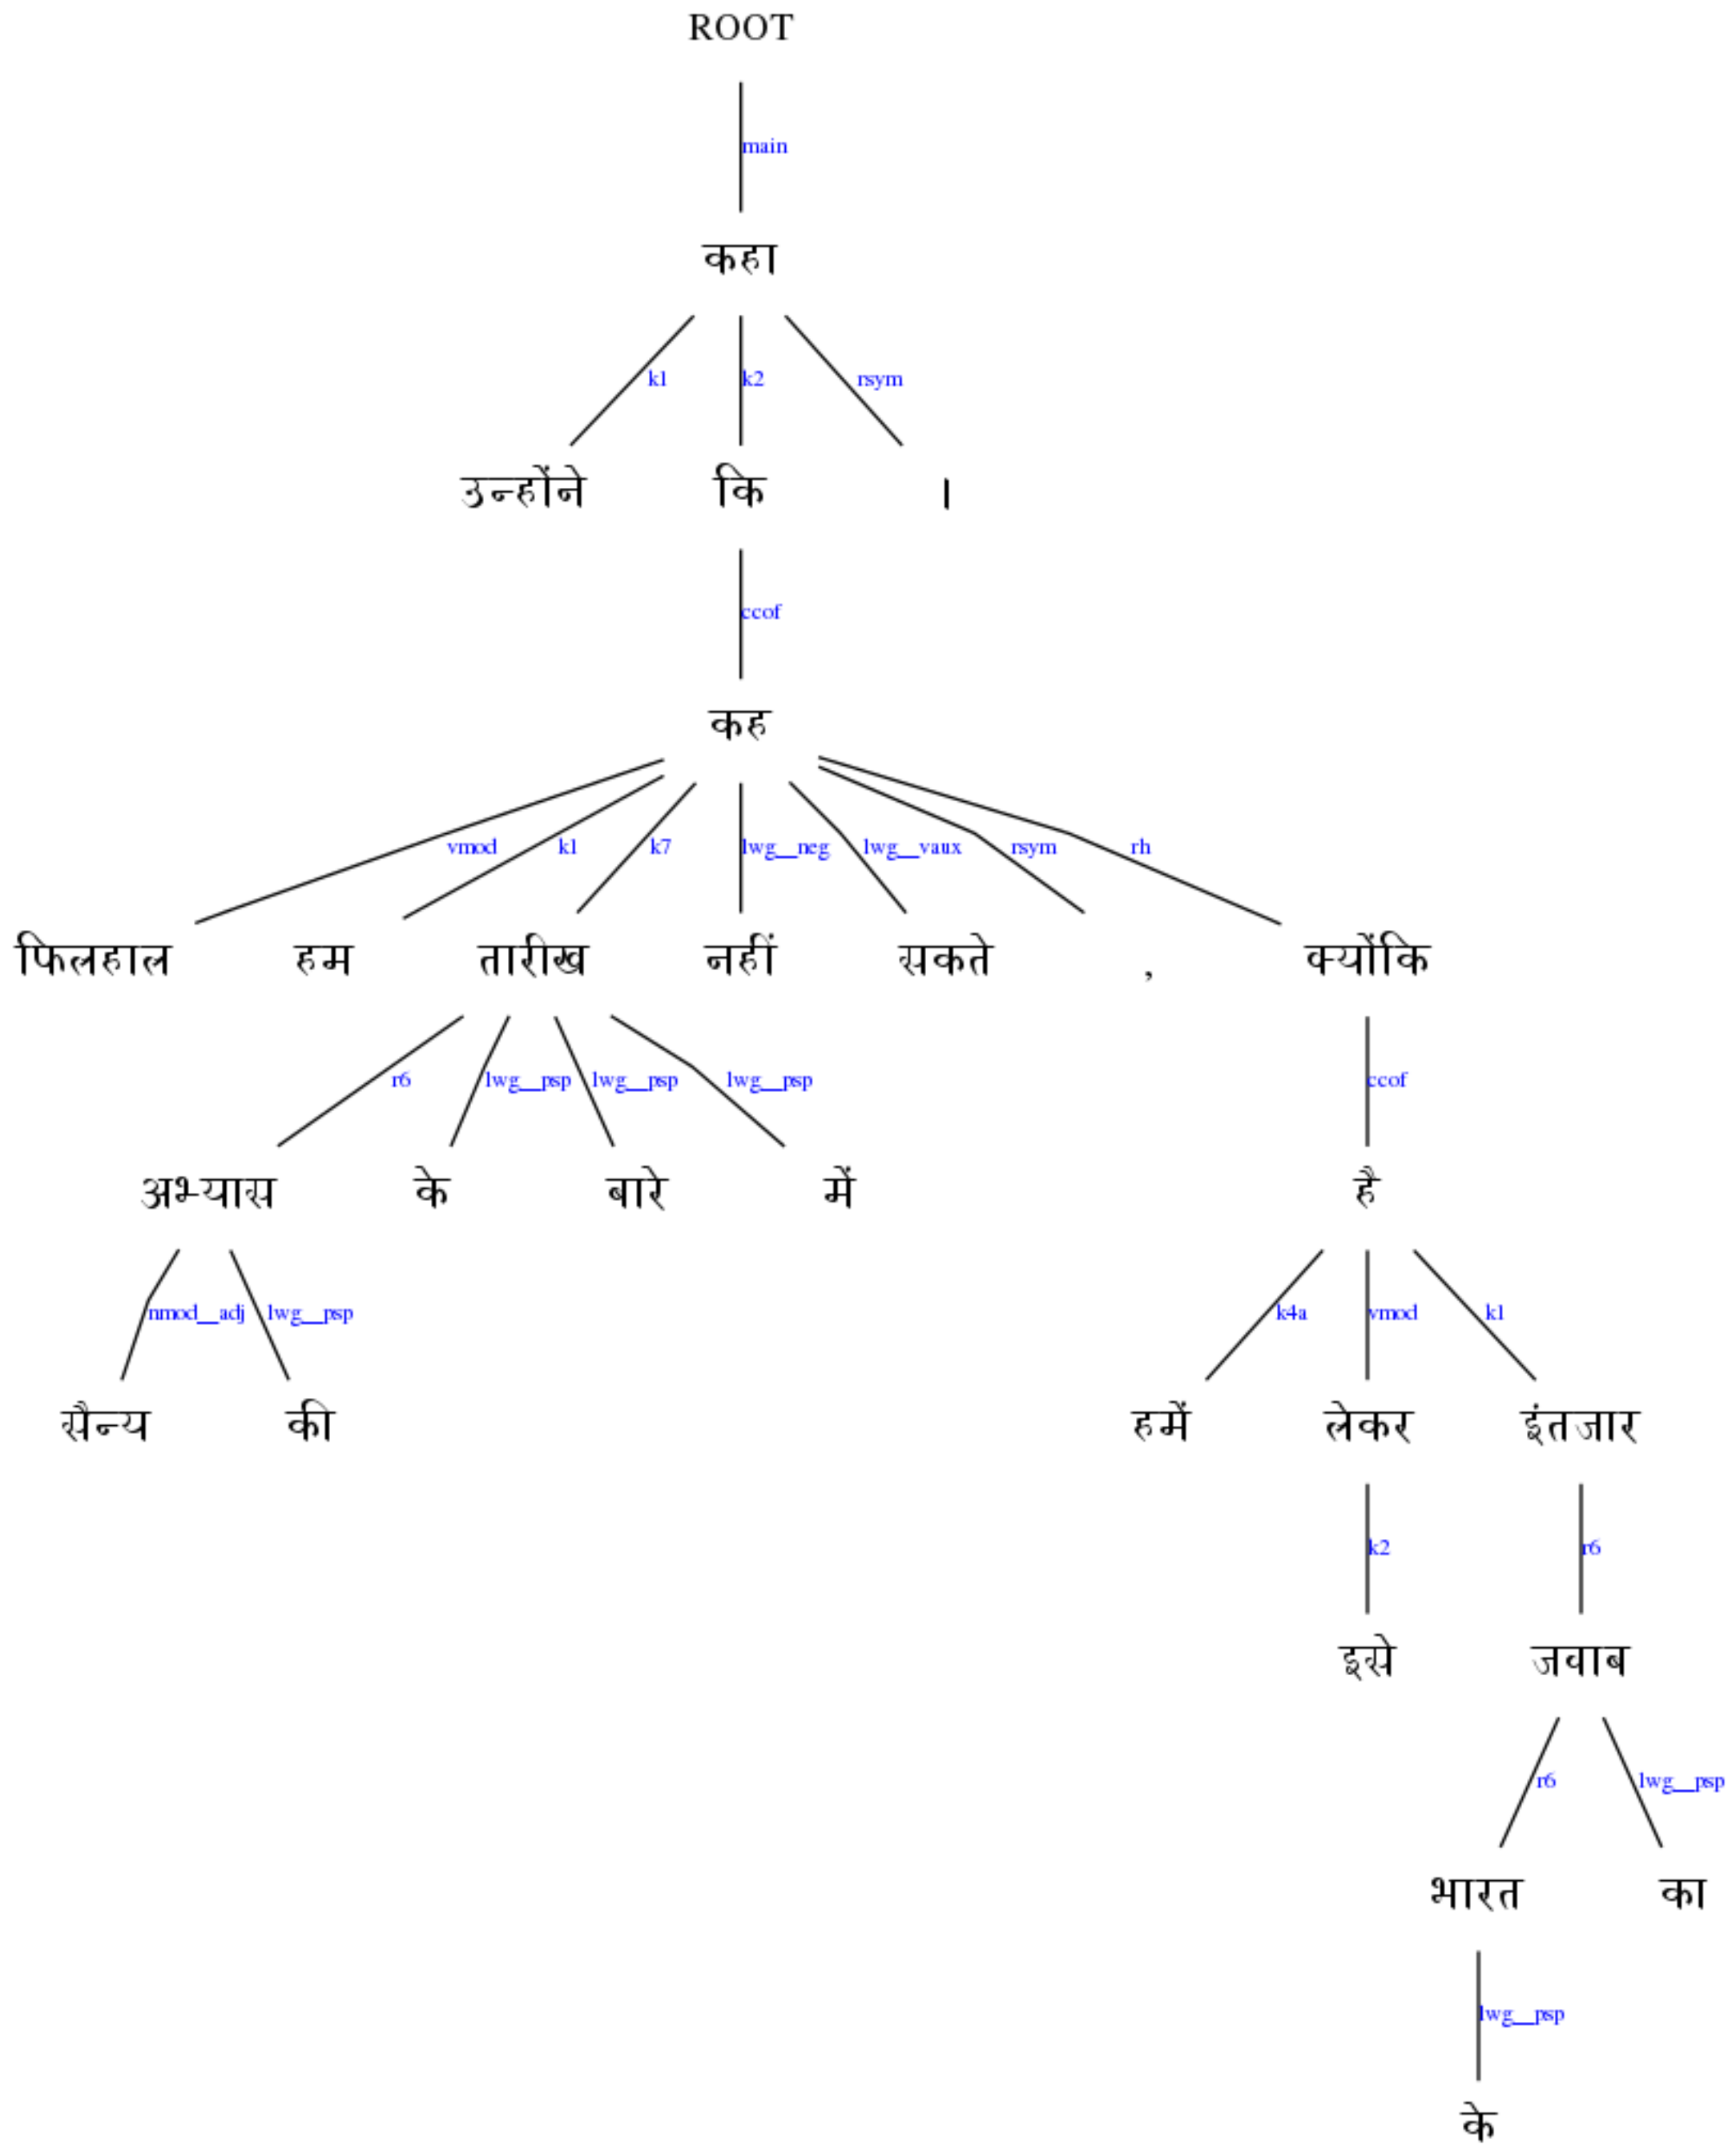 ROOT
main
कहा
k1 k2 rsym
उन्होंने कि ।
ccof
कह
vmod k1 k7 lwg__neg lwg__vaux rsym rh
फिलहाल हम तारीख नहीं सकते , क्योंकि
r6 lwg__psp lwg__psp lwg__psp ccof
अभ्यास के बारे में है
nmod__adj lwg__psp k4a vmod k1
सैन्य की हमें लेकर इंतजार
k2 r6
इसे जवाब
r6 lwg__psp
भारत का
lwg__psp
के